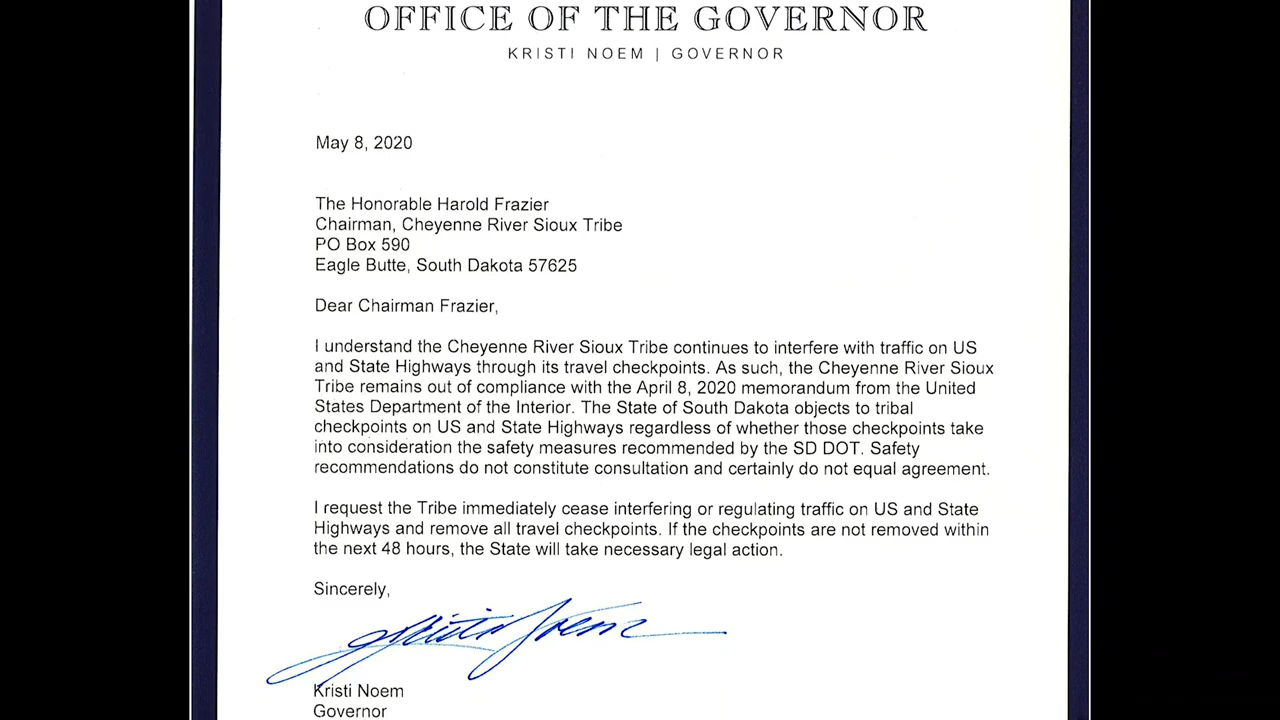 OFFICE OF THE GOVERNOR
KRISTI NOEM | GOVERNOR
May 8, 2020
The Honorable Harold Frazier
Chairman, Cheyenne River Sioux Tribe
PO Box 590
Eagle Butte, South Dakota 57625
Dear Chairman Frazier,
I understand the Cheyenne River Sioux Tribe continues to interfere with traffic on US
and State Highways through its travel checkpoints. As such, the Cheyenne River Sioux
Tribe remains out of compliance with the April 8, 2020 memorandum from the United
States Department of the Interior. The State of South Dakota objects to tribal
checkpoints on US and State Highways regardless of whether those checkpoints take
into consideration the safety measures recommended by the SD DOT. Safety
recommendations do not constitute consultation and certainly do not equal agreement.
I request the Tribe immediately cease interfering or regulating traffic on US and State
Highways and remove all travel checkpoints. If the checkpoints are not removed within
the next 48 hours, the State will take necessary legal action.
Sincerely,
Kristi Noem
Kristi Noem
Governor